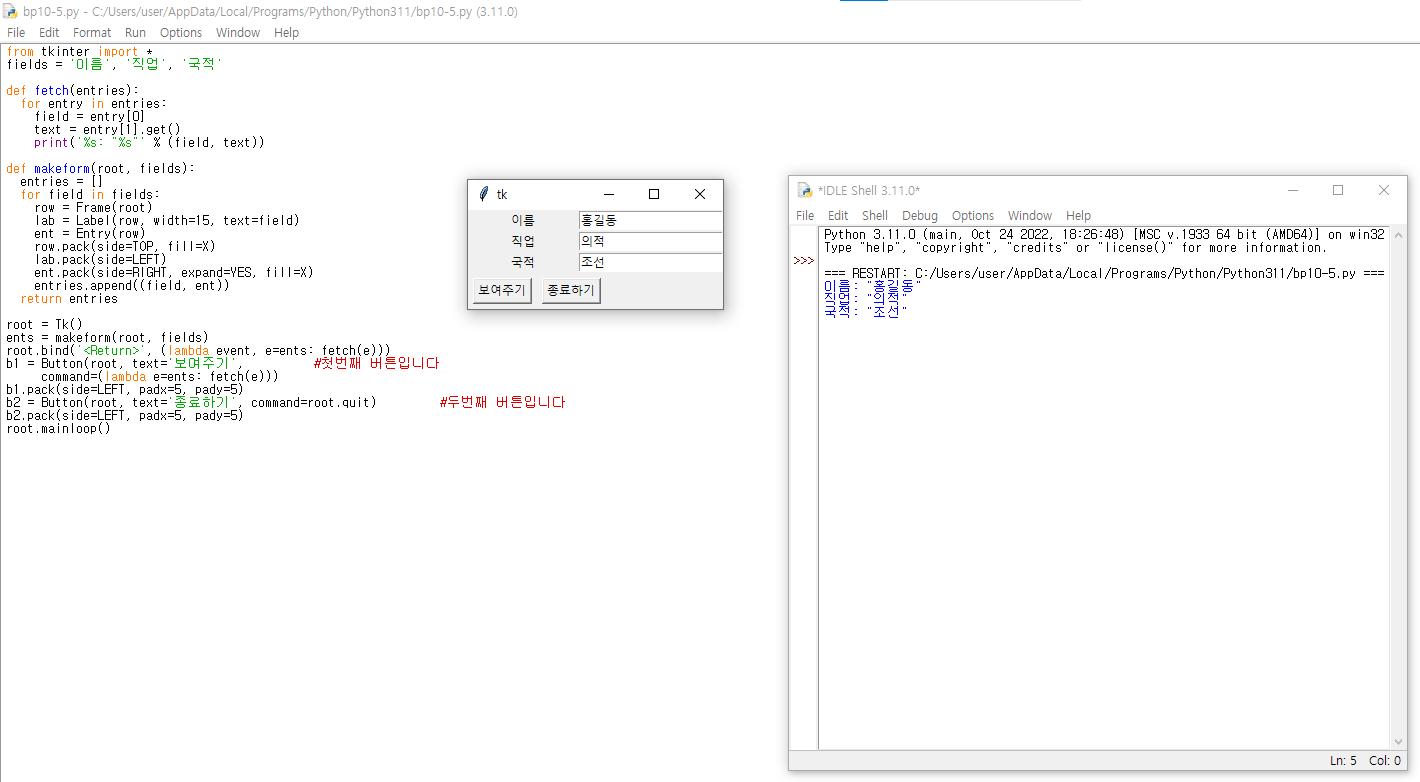 bp10-5.py - C:/Users/user/AppData/Local/Programs/Python/Python311/bp10-5.py (3.11.0)
File Edit Format Run Options Window Help
from tkinter import *
fields = '이름', '직업', '국적'

def fetch(entries):
  for entry in entries:
    field = entry[0]
    text = entry[1].get()
    print('%s: "%s"' % (field, text))

def makeform(root, fields):
  entries = []
  for field in fields:
    row = Frame(root)
    lab = Label(row, width=15, text=field)
    ent = Entry(row)
    row.pack(side=TOP, fill=X)
    lab.pack(side=LEFT)
    ent.pack(side=RIGHT, expand=YES, fill=X)
    entries.append((field, ent))
  return entries

root = Tk()
ents = makeform(root, fields)
root.bind('<Return>', (lambda event, e=ents: fetch(e)))
b1 = Button(root, text='보여주기',          #첫번째 버튼입니다
     command=(lambda e=ents: fetch(e)))
b1.pack(side=LEFT, padx=5, pady=5)
b2 = Button(root, text='종료하기', command=root.quit)         #두번째 버튼입니다
b2.pack(side=LEFT, padx=5, pady=5)
root.mainloop()
tk
이름 홍길동
직업 의적
국적 조선
보여주기 종료하기
*IDLE Shell 3.11.0*
File Edit Shell Debug Options Window Help
Python 3.11.0 (main, Oct 24 2022, 18:26:48) [MSC v.1933 64 bit (AMD64)] on win32
Type "help", "copyright", "credits" or "license()" for more information.
>>>
=== RESTART: C:/Users/user/AppData/Local/Programs/Python/Python311/bp10-5.py ===
이름: "홍길동"
직업: "의적"
국적: "조선"
Ln: 5 Col: 0